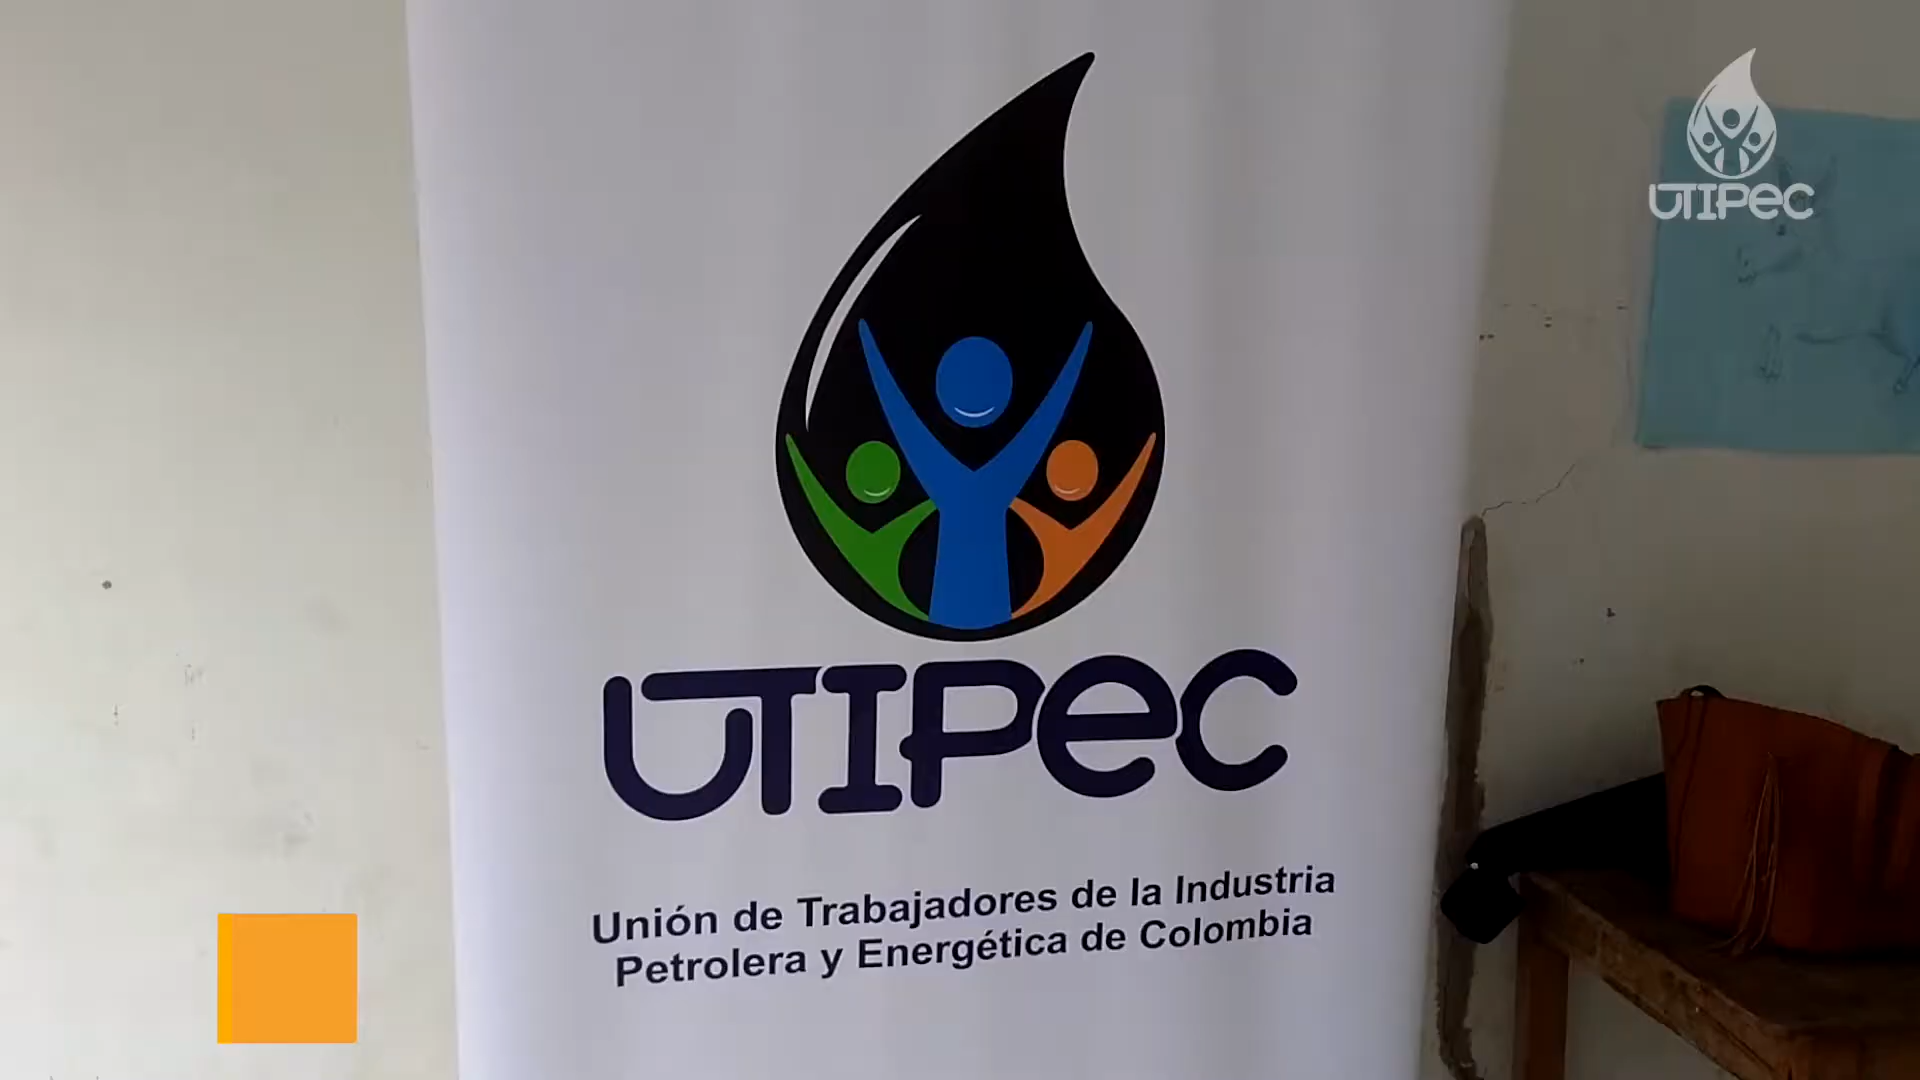 UTIPEC
UTIPEC
Unión de Trabajadores de la Industria
Petrolera y Energética de Colombia